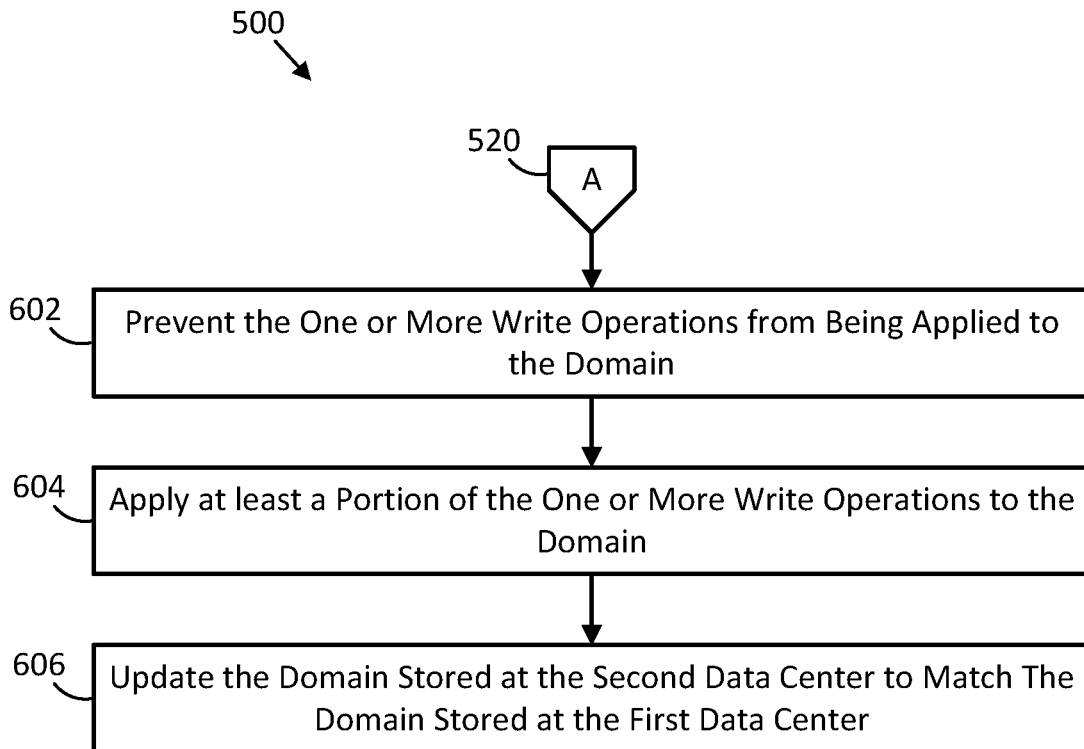 500
520
A
602
Prevent the One or More Write Operations from Being Applied to
the Domain
604
Apply at least a Portion of the One or More Write Operations to the
Domain
606
Update the Domain Stored at the Second Data Center to Match The
Domain Stored at the First Data Center